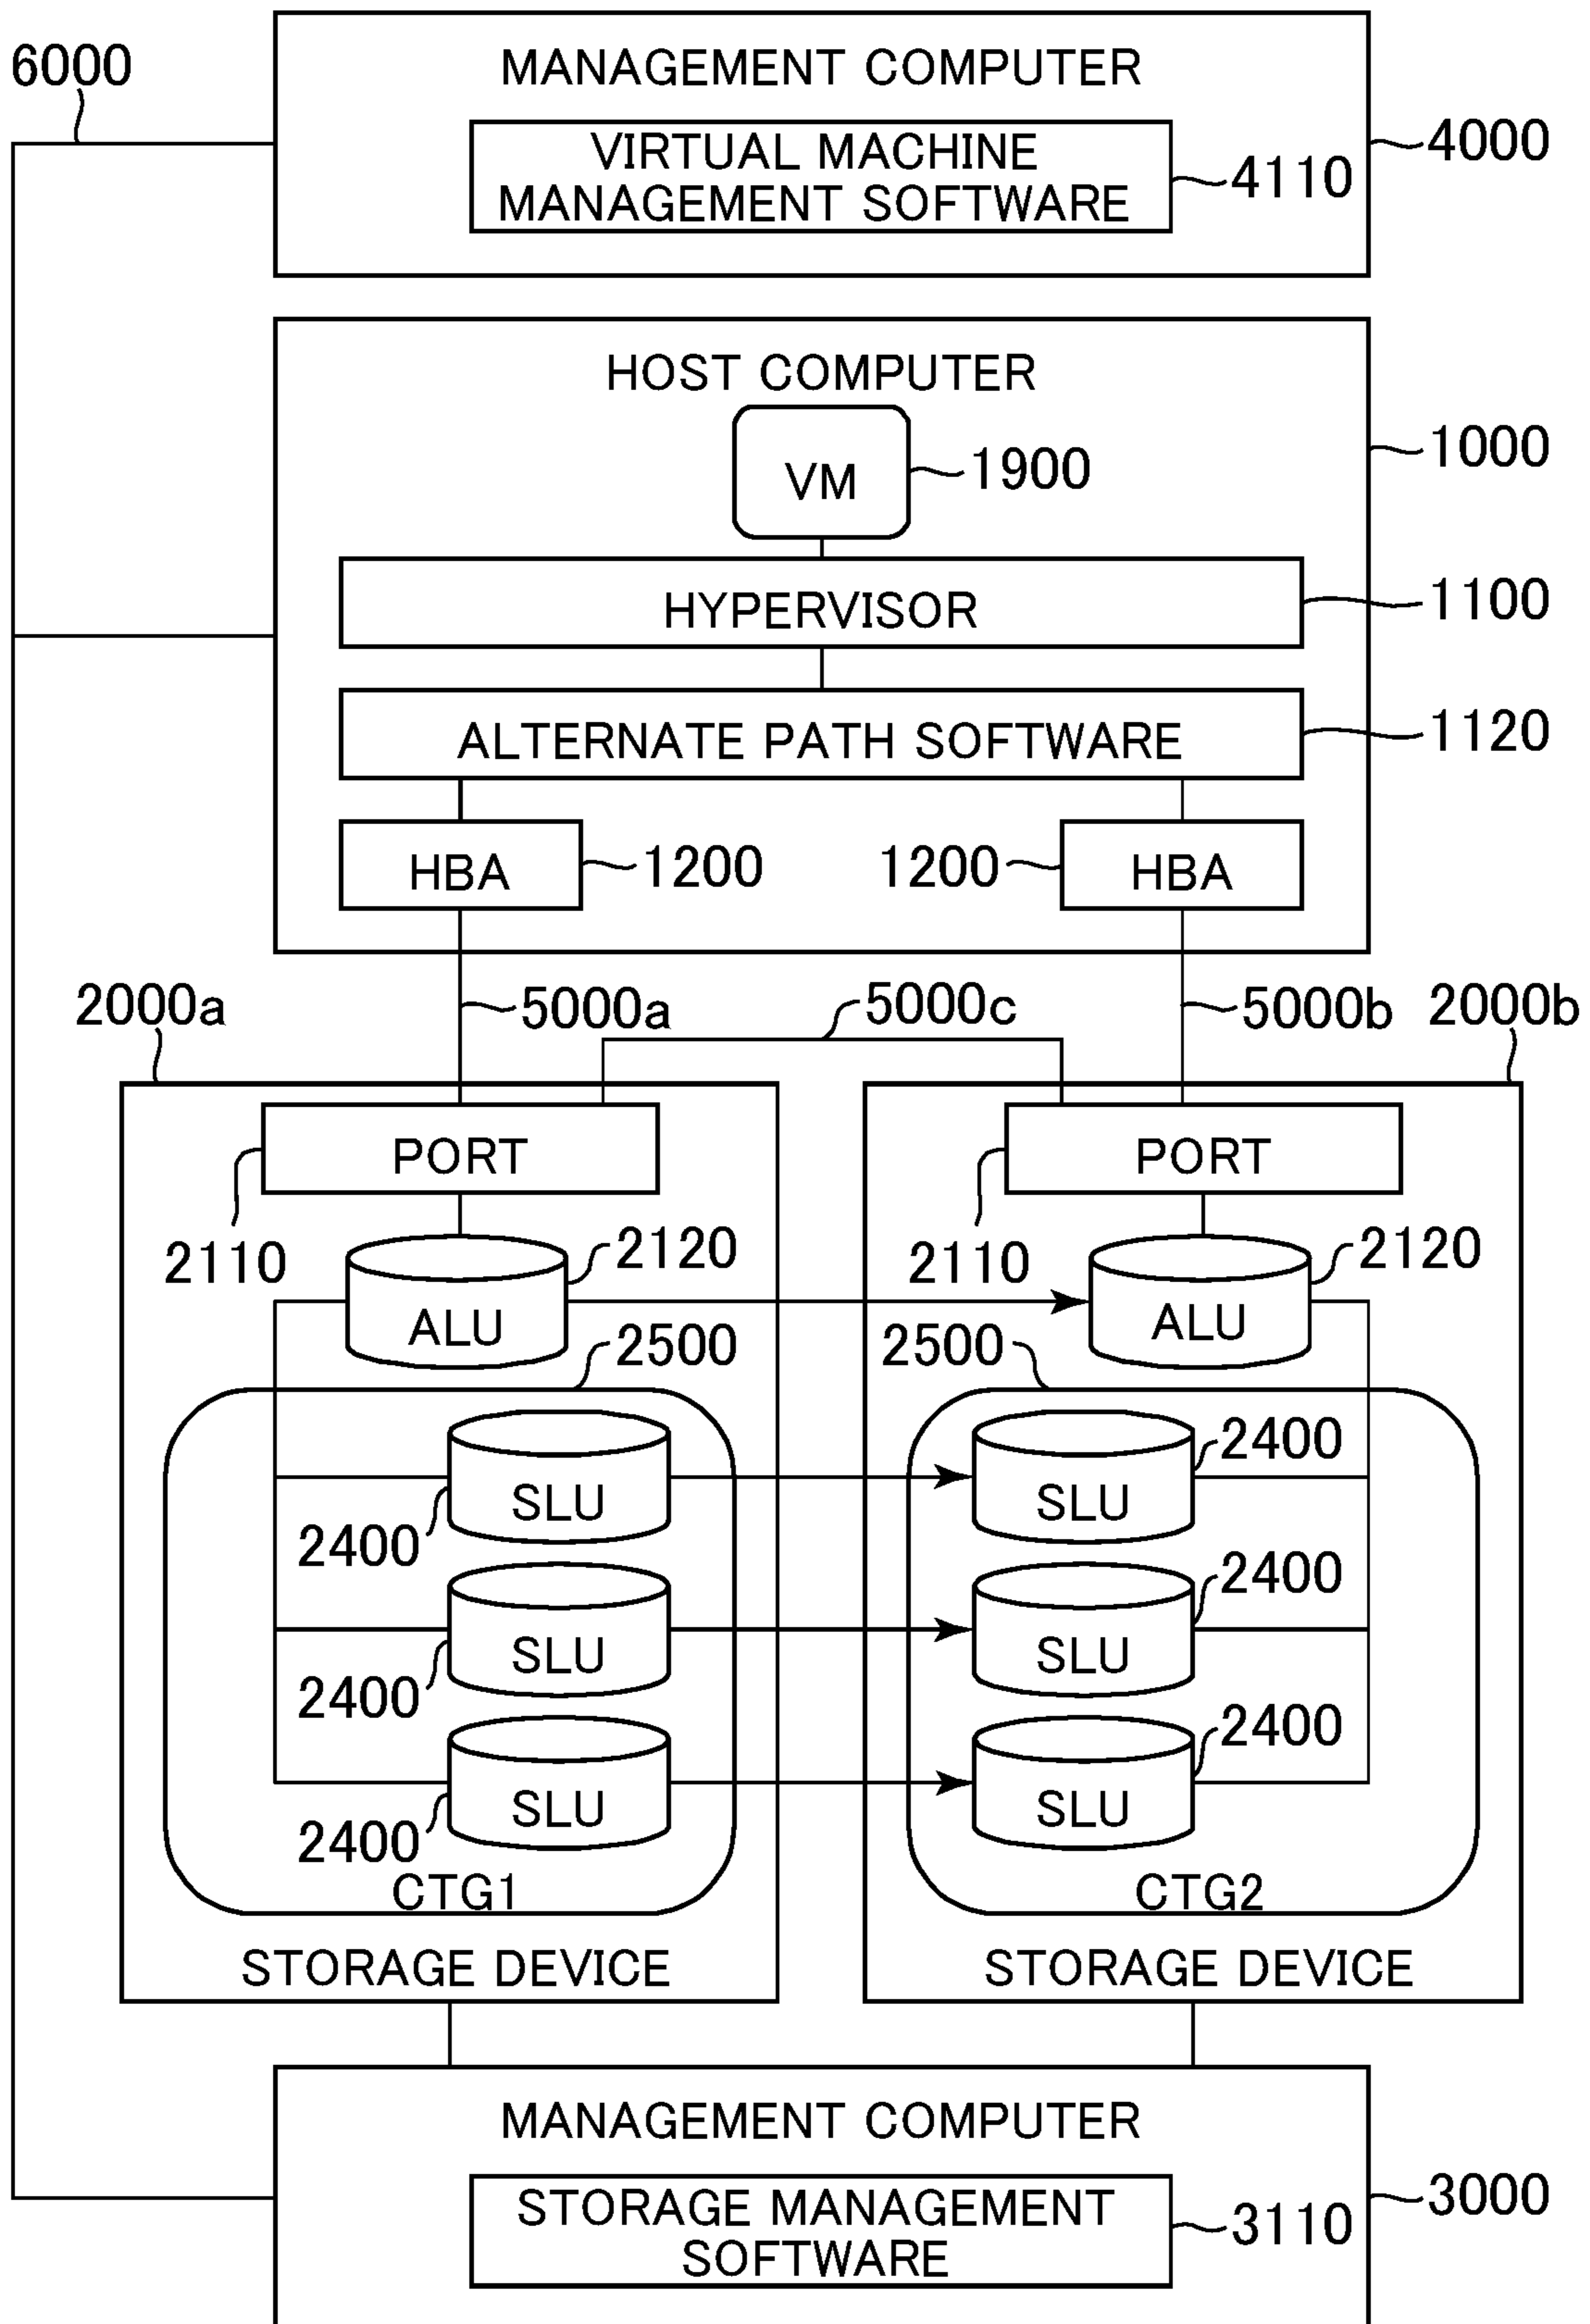 6000
MANAGEMENT COMPUTER
VIRTUAL MACHINE
MANAGEMENT SOFTWARE
4110
4000
HOST COMPUTER
1000
VM
1900
HYPERVISOR
1100
ALTERNATE PATH SOFTWARE
1120
HBA
1200
1200
HBA
2000a
5000a
5000c
5000b
2000b
PORT
PORT
2110
2120
2110
2120
ALU
ALU
2500
2500
SLU
SLU
2400
2400
SLU
SLU
2400
2400
SLU
SLU
2400
2400
CTG1
CTG2
STORAGE DEVICE
STORAGE DEVICE
MANAGEMENT COMPUTER
3000
STORAGE MANAGEMENT
SOFTWARE
3110